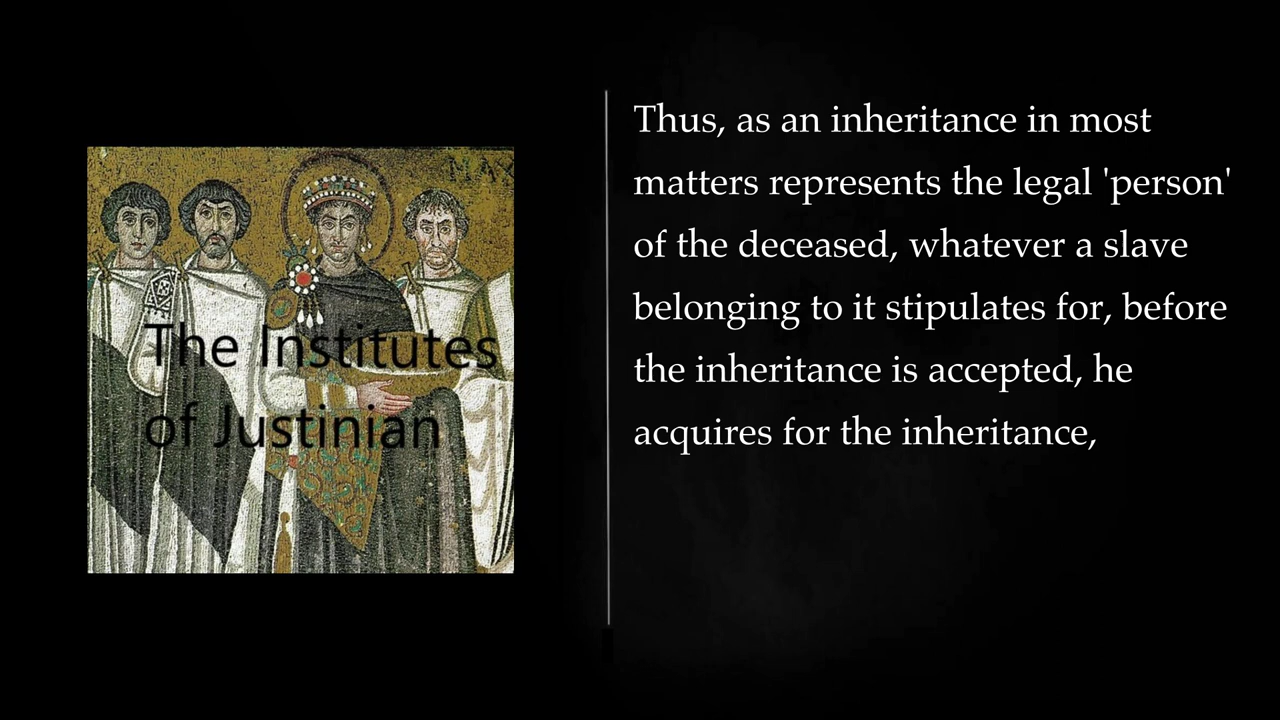 The Institutes
of Justinian
Thus, as an inheritance in most
matters represents the legal 'person'
of the deceased, whatever a slave
belonging to it stipulates for, before
the inheritance is accepted, he
acquires for the inheritance,